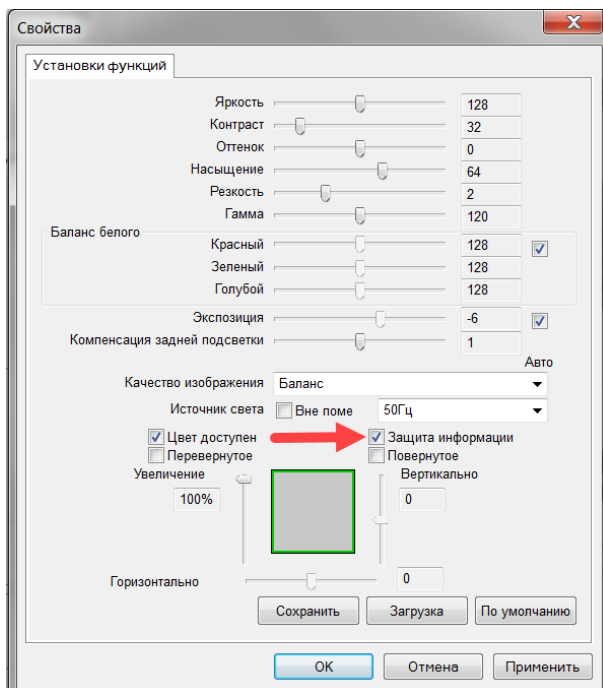 Свойства
Установки функций
Яркость 128
Контраст 32
Оттенок 0
Насыщение 64
Резкость 2
Гамма 120
Баланс белого
Красный 128
Зеленый 128
Голубой 128
Экспозиция -6
Компенсация задней подсветки 1
Авто
Качество изображения Баланс
Источник света Вне поме 50Гц
Цвет доступен Защита информации
Перевернутое Повернутое
Увеличение Вертикально
100% 0
Горизонтально 0
Сохранить Загрузка По умолчанию
OK Отмена Применить